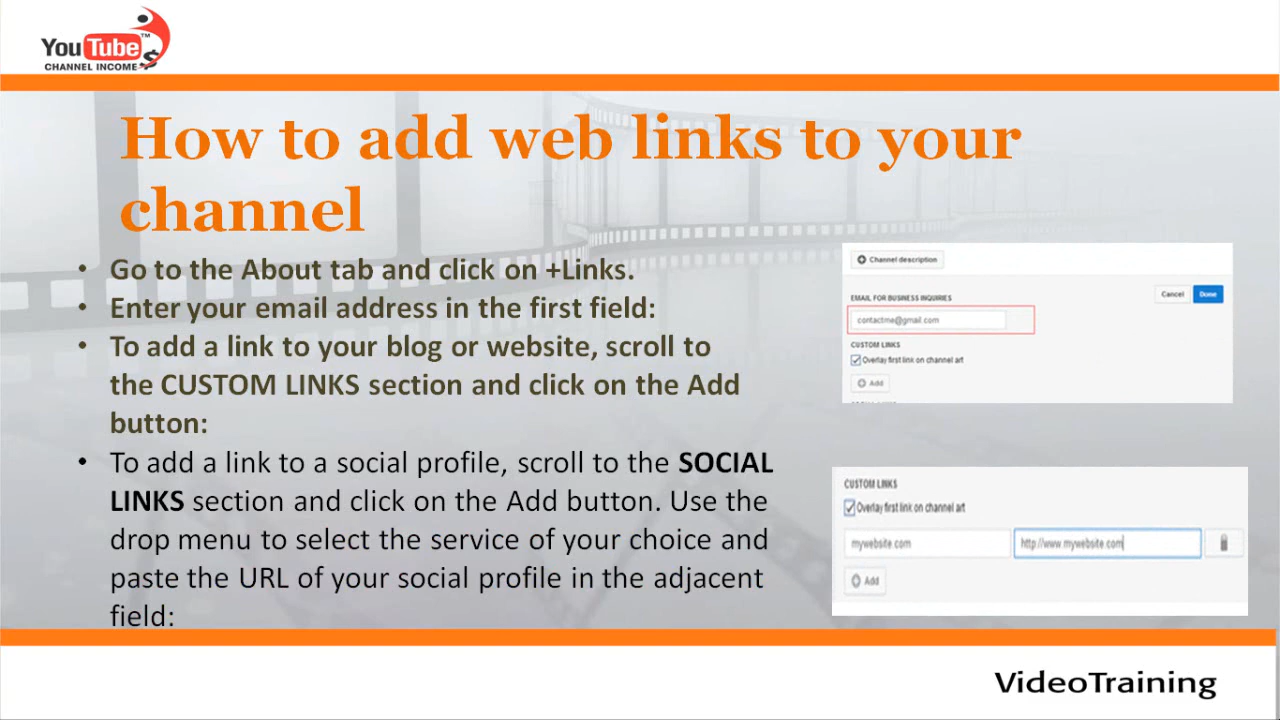 YouTube™
CHANNEL INCOME
How to add web links to your
channel
• Go to the About tab and click on +Links.
• Enter your email address in the first field:
• To add a link to your blog or website, scroll to
the CUSTOM LINKS section and click on the Add
button:
• To add a link to a social profile, scroll to the SOCIAL
LINKS section and click on the Add button. Use the
drop menu to select the service of your choice and
paste the URL of your social profile in the adjacent
field:
Channel description
Cancel Done
EMAIL FOR BUSINESS INQUIRIES
contactme@gmail.com
CUSTOM LINKS
Overlay first link on channel art
Add
CUSTOM LINKS
Overlay first link on channel art
mywebsite.com http://www.mywebsite.com
Add
VideoTraining